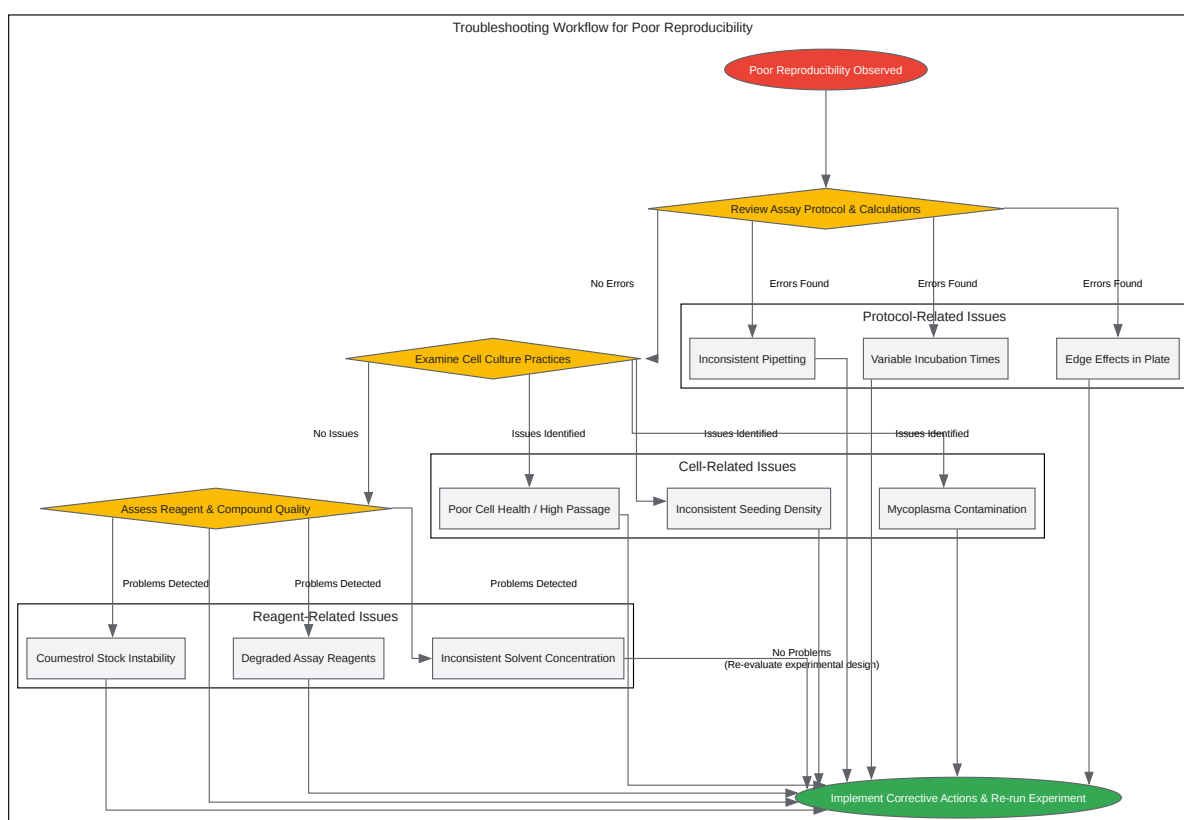 Troubleshooting Workflow for Poor Reproducibility
Poor Reproducibility Observed
Review Assay Protocol & Calculations
No Errors
Errors Found
Errors Found
Errors Found
Protocol-Related Issues
Inconsistent Pipetting
Variable Incubation Times
Edge Effects in Plate
Examine Cell Culture Practices
No Issues
Issues Identified
Issues Identified
Issues Identified
Cell-Related Issues
Poor Cell Health / High Passage
Inconsistent Seeding Density
Mycoplasma Contamination
Assess Reagent & Compound Quality
Problems Detected
Problems Detected
Problems Detected
Reagent-Related Issues
Coumestrol Stock Instability
Degraded Assay Reagents
Inconsistent Solvent Concentration
No Problems
(Re-evaluate experimental design)
Implement Corrective Actions & Re-run Experiment